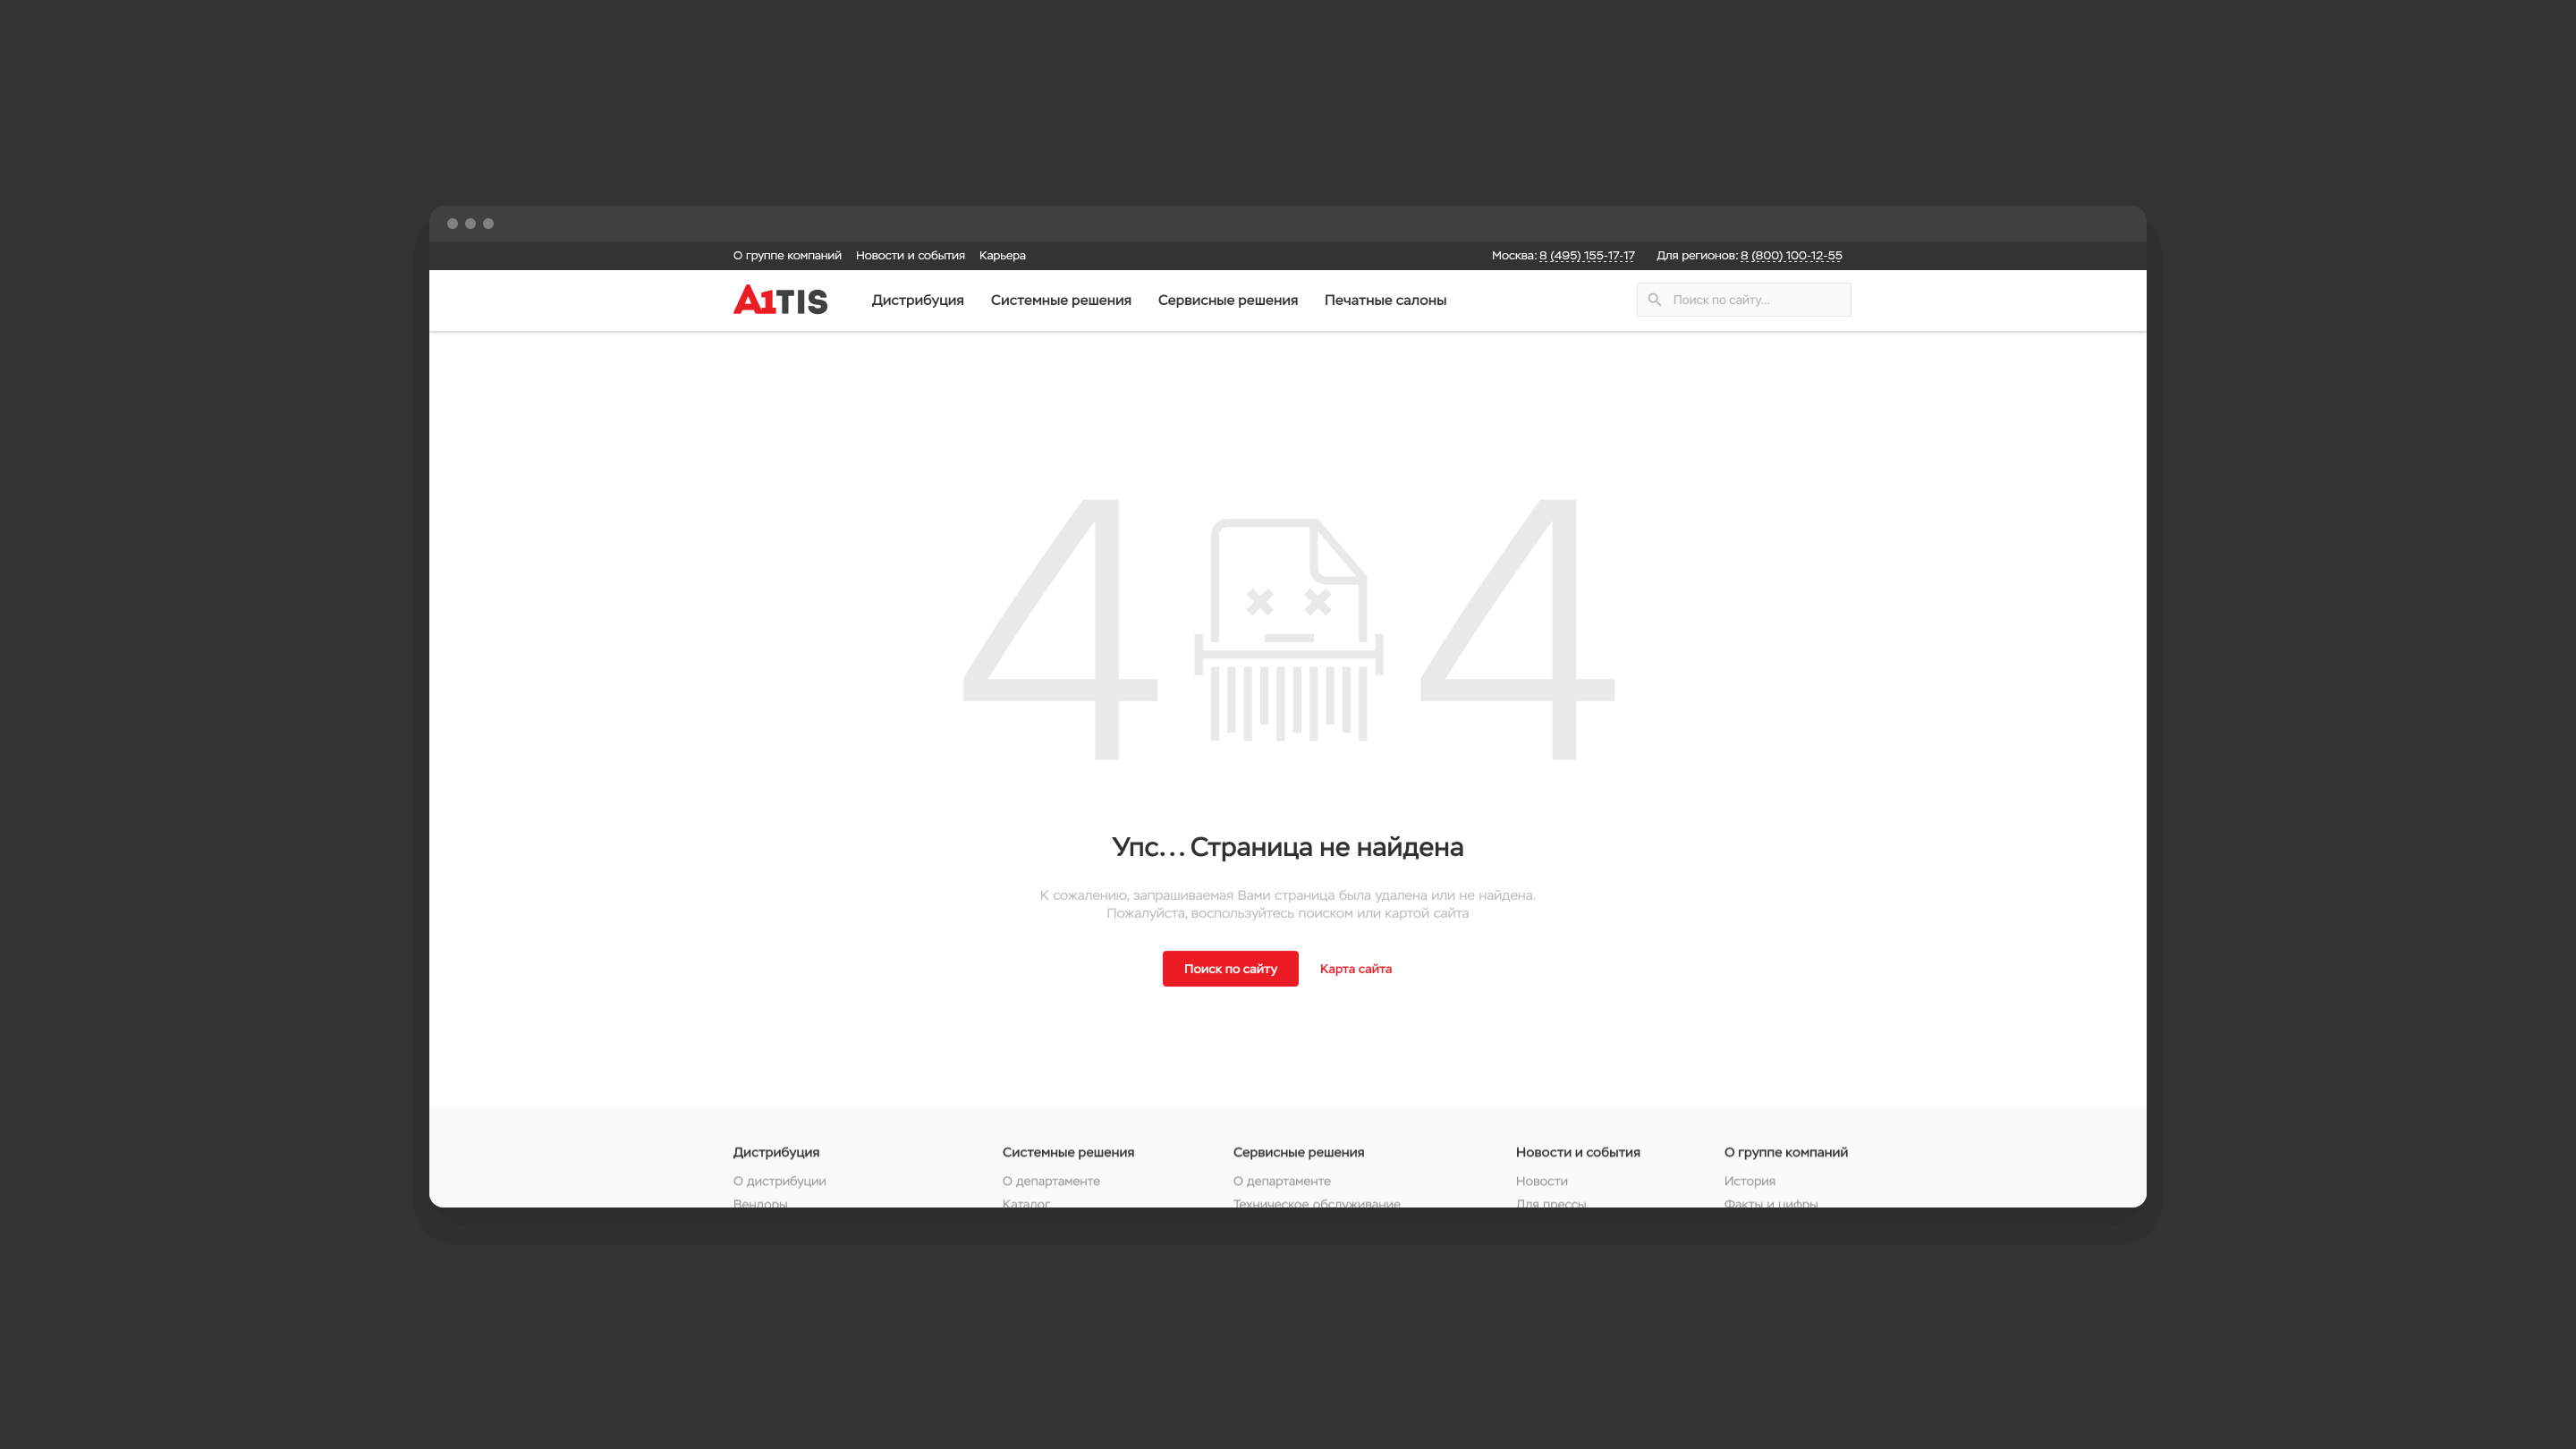 О группе компаний Новости и события Карьера Москва: 8 (495) 155-17-17 Для регионов: 8 (800) 100-12-55
A1TIS Дистрибуция Системные решения Сервисные решения Печатные салоны Поиск по сайту...
4 4
Упс... Страница не найдена
К сожалению, запрашиваемая Вами страница была удалена или не найдена.
Пожалуйста, воспользуйтесь поиском или картой сайта
Поиск по сайту Карта сайта
Дистрибуция Системные решения Сервисные решения Новости и события О группе компаний
О дистрибуции О департаменте О департаменте Новости История
Вендоры Каталог Техническое обслуживание Для прессы Факты и цифры